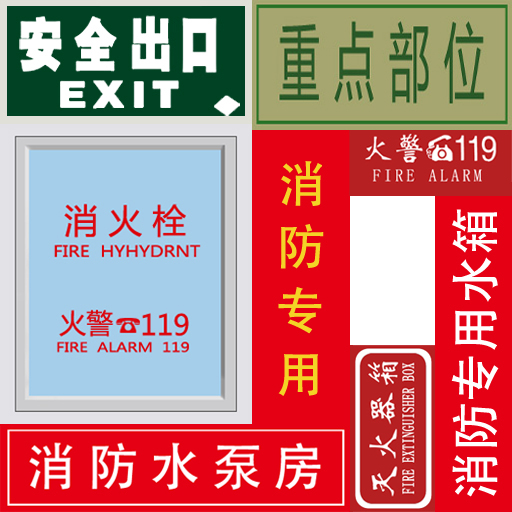 安全出口
EXIT
重点部位
消火栓
FIRE HYHYDRNT
火警☎119
FIRE ALARM 119
消防专用
火警☎119
FIRE ALARM
灭火器箱
FIRE EXTINGUISHER BOX
消防专用水箱
消防水泵房